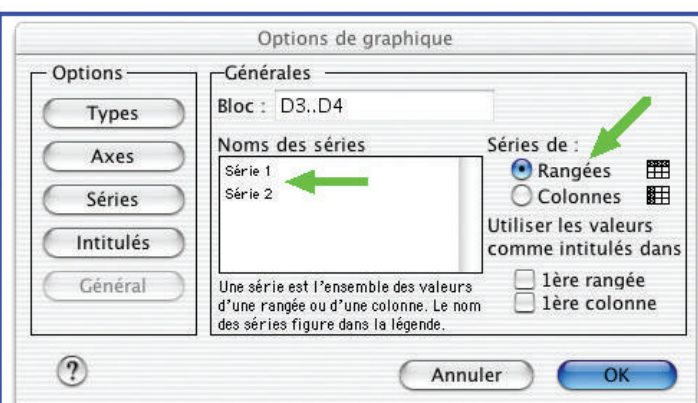 Options de graphique
Options
Types
Axes
Séries
Intitulés
Général
Générales
Bloc : D3..D4
Noms des séries
Série 1
Série 2
Une série est l'ensemble des valeurs
d'une rangée ou d'une colonne. Le nom
des séries figure dans la légende.
Séries de :
Rangées
Colonnes
Utiliser les valeurs
comme intitulés dans
1ère rangée
1ère colonne
?
Annuler
OK